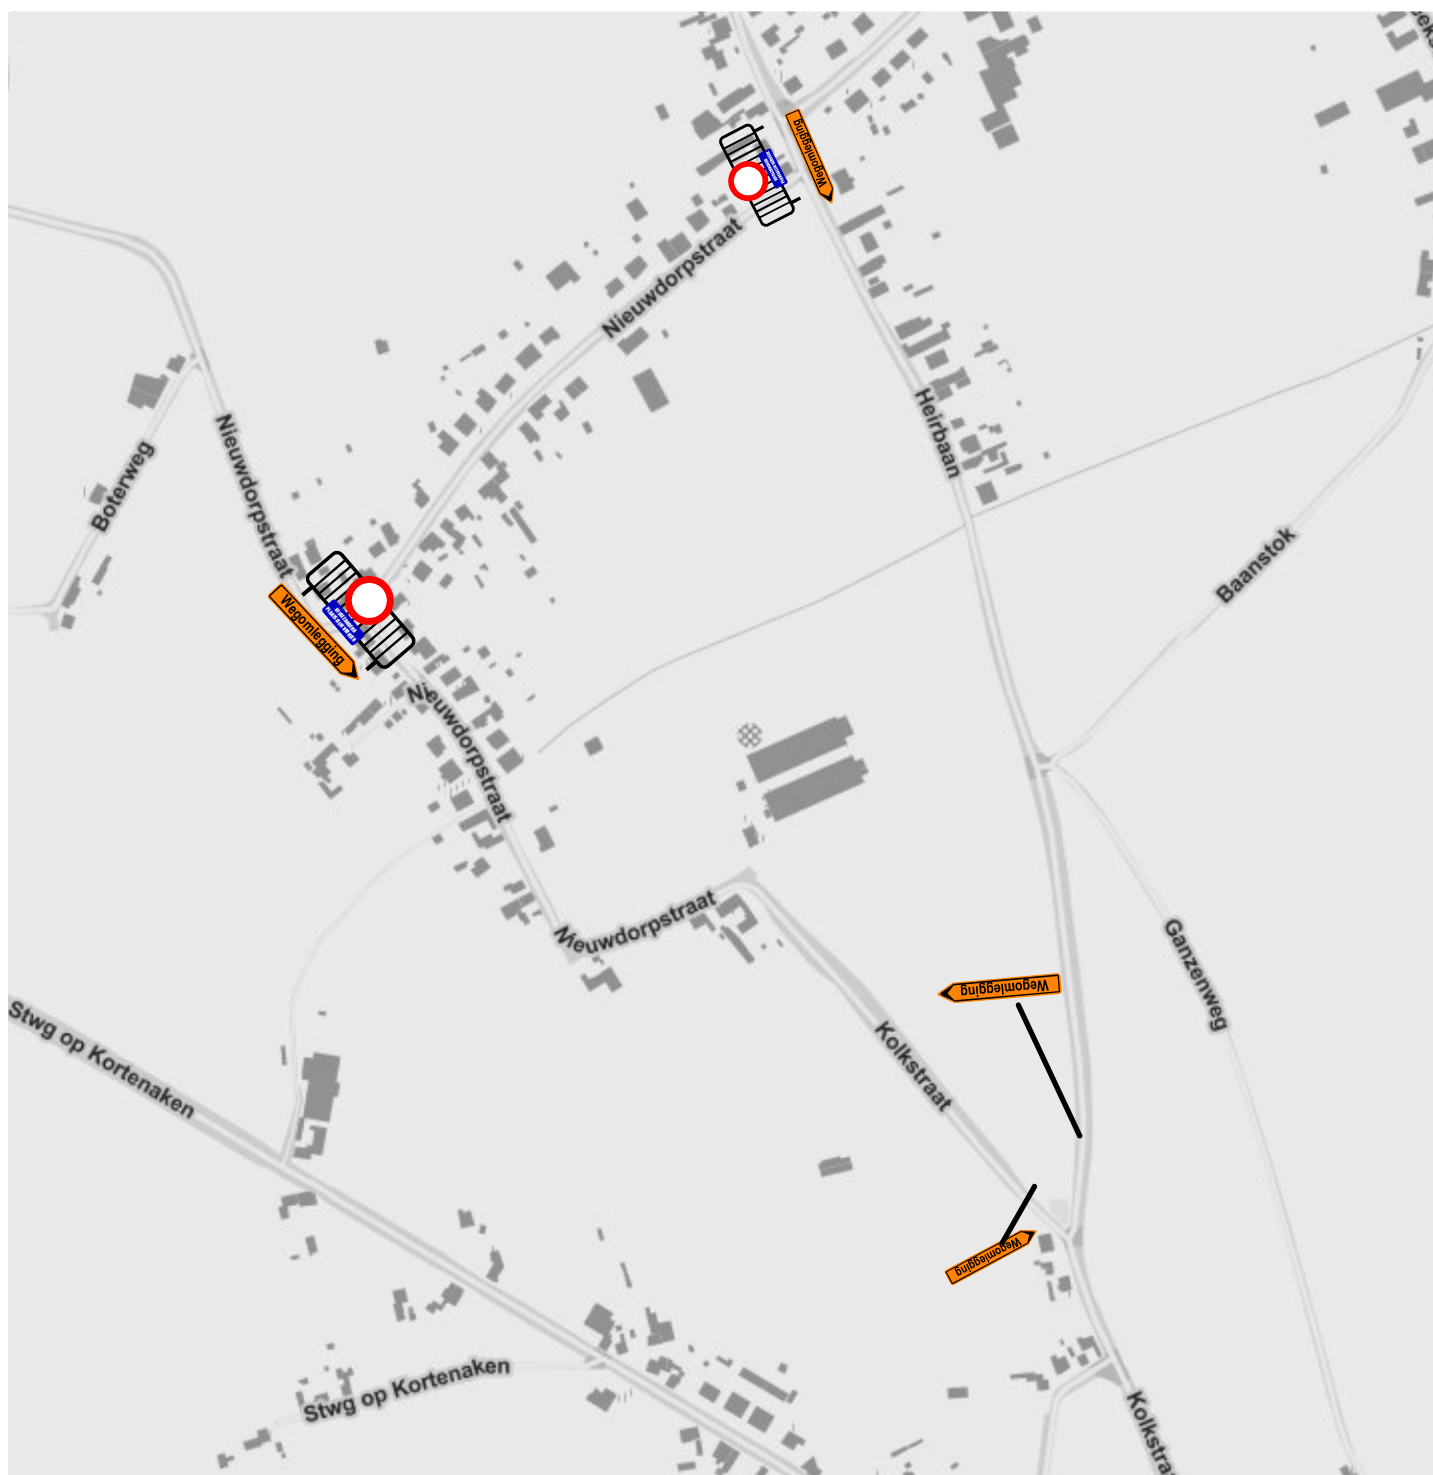 Wegomlegging
Nieuwdorpstraat
Heirbaan
Nieuwdorpstraat
Boterweg
Baanstok
Wegomlegging
Nieuwdorpstraat
Nieuwdorpstraat
Ganzenweg
Wegomlegging
Stwg op Kortenaken
Kolkstraat
Wegomlegging
Stwg op Kortenaken
Kolkstraa